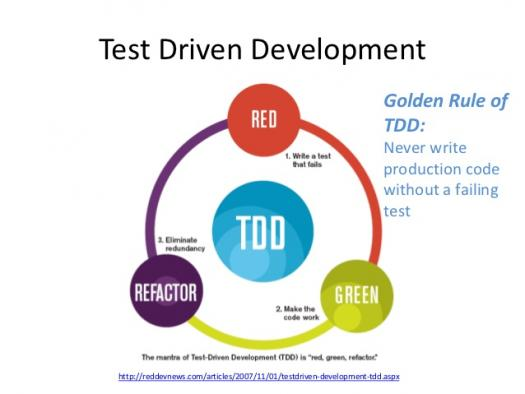 Test Driven Development
Golden Rule of
TDD:
Never write
production code
without a failing
test
RED
1. Write a test
that fails
TDD
3. Eliminate
redundancy
REFACTOR
GREEN
2. Make the
code work
The mantra of Test-Driven Development (TDD) is "red, green, refactor."
http://reddevnews.com/articles/2007/11/01/testdriven-development-tdd.aspx